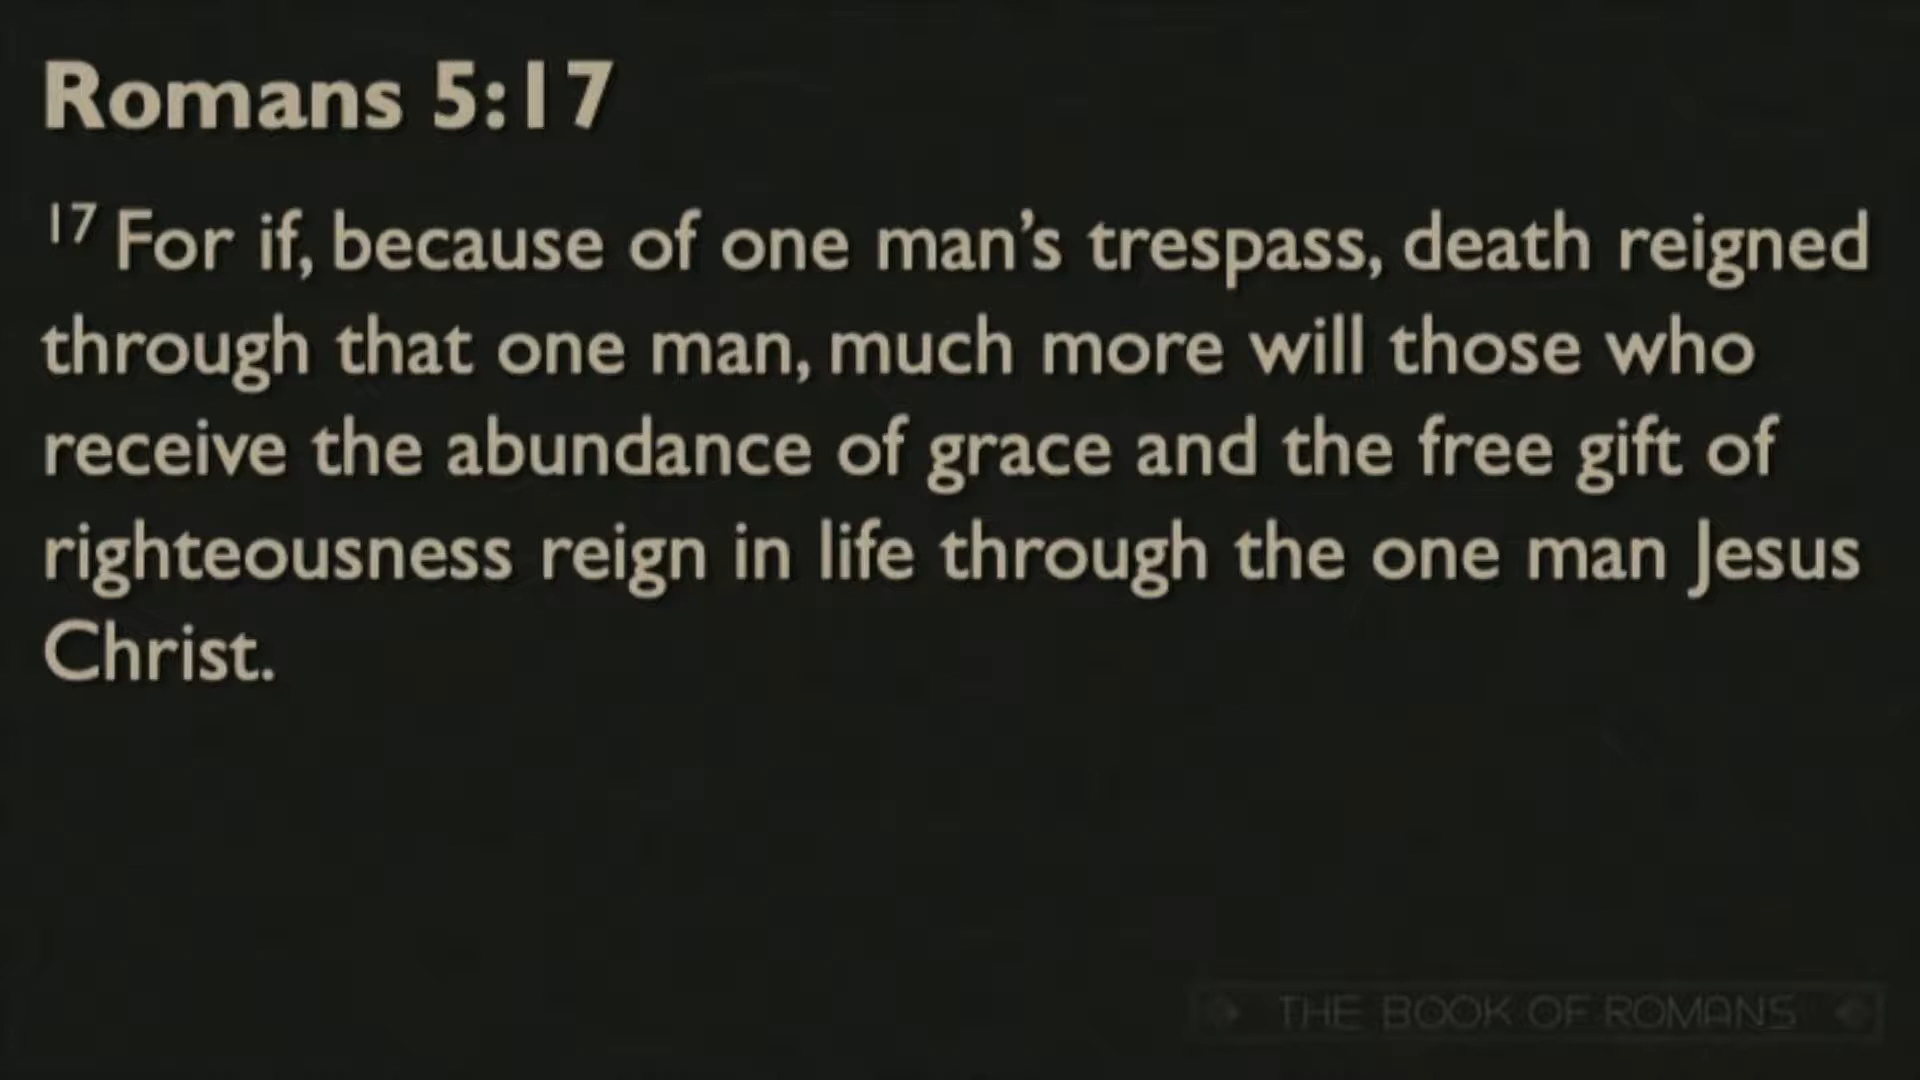 Romans 5:17
17 For if, because of one man’s trespass, death reigned
through that one man, much more will those who
receive the abundance of grace and the free gift of
righteousness reign in life through the one man Jesus
Christ.
THE BOOK OF ROMANS